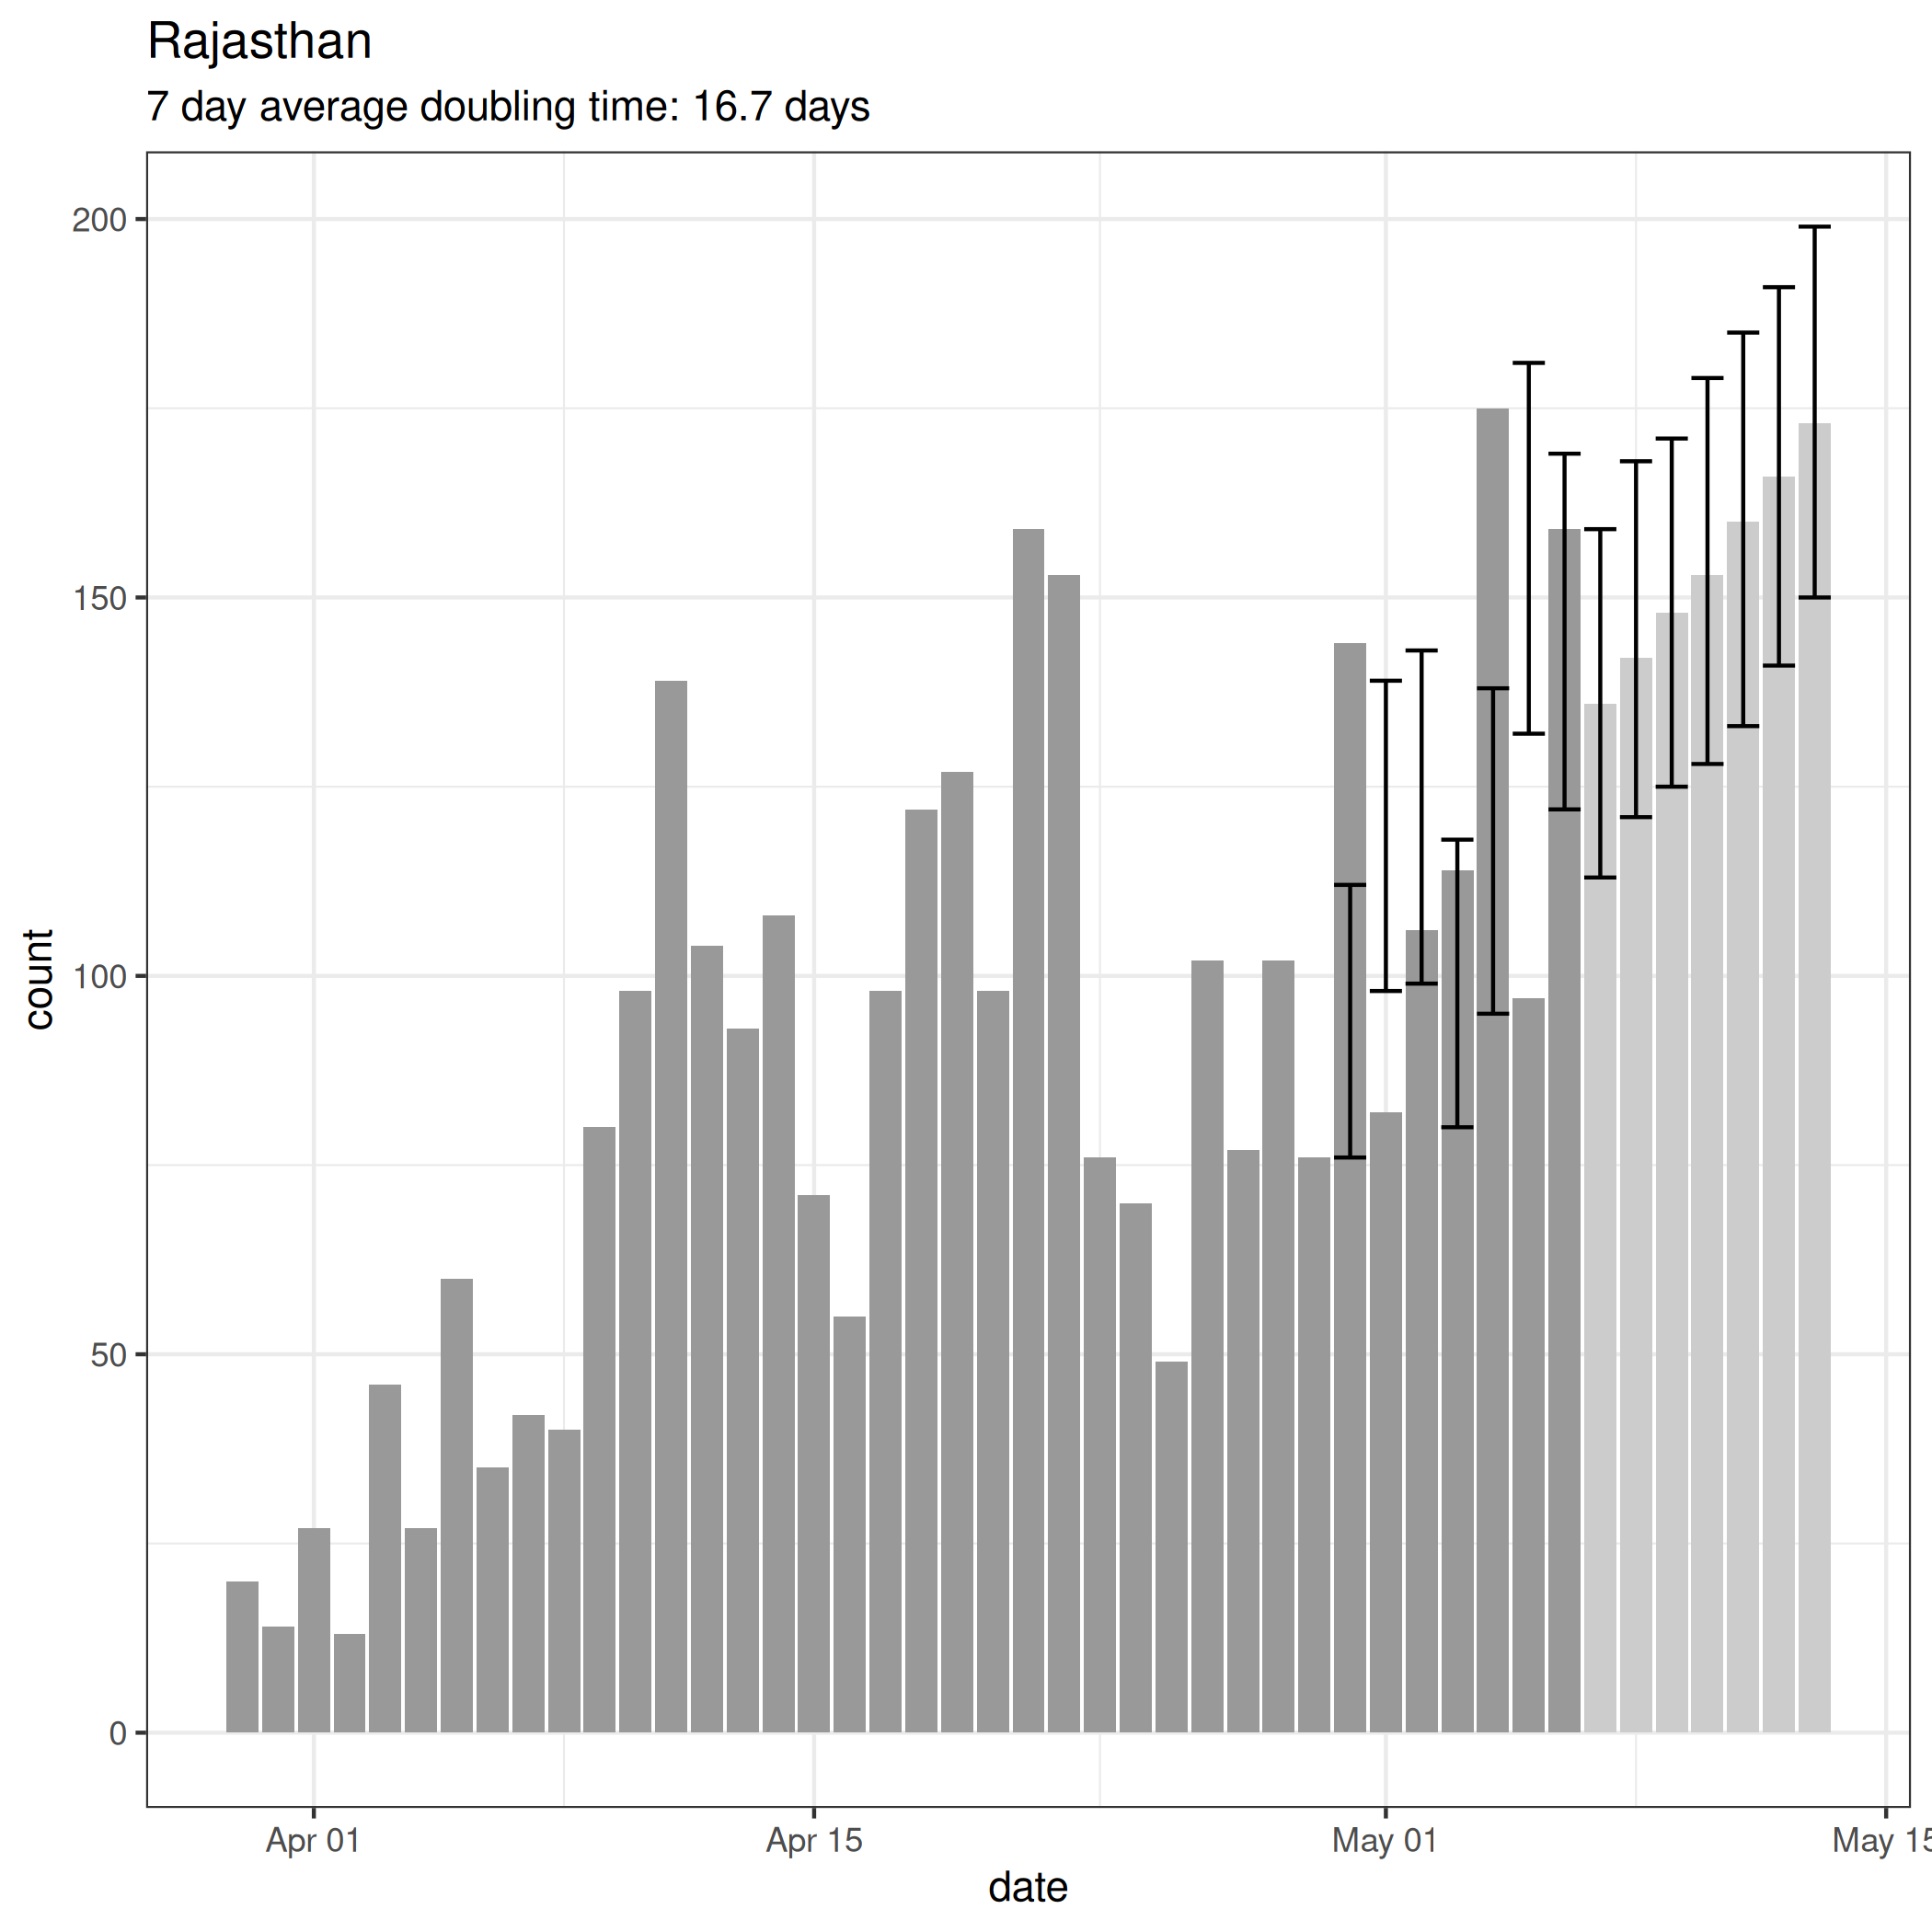 Rajasthan
7 day average doubling time: 16.7 days
200
150
100
50
0
count
Apr 01
Apr 15
May 01
May 15
date